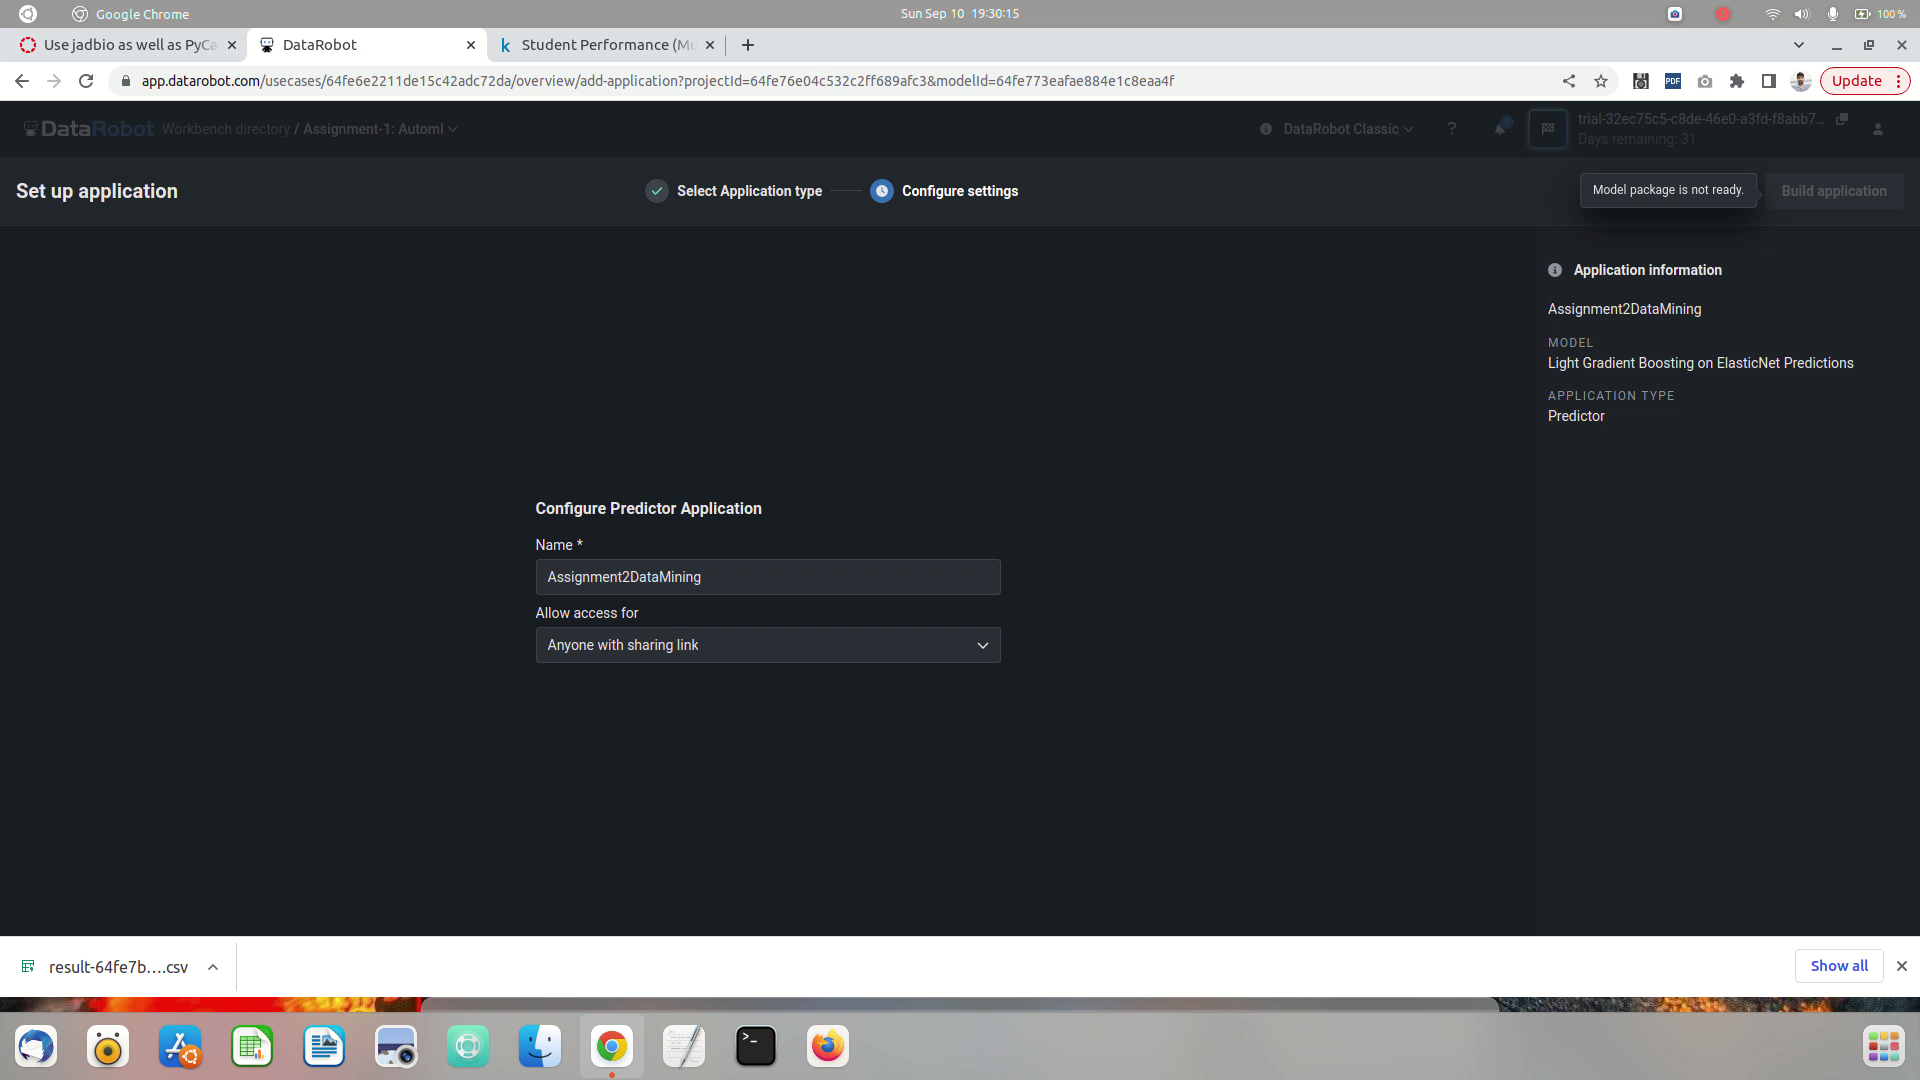 Google Chrome
Sun Sep 10 19:30:15
100 %
Use jadbio as well as PyCa
DataRobot
Student Performance (Mu
app.datarobot.com/usecases/64fe6e2211de15c42adc72da/overview/add-application?projectId=64fe76e04c532c2ff689afc3&modelId=64fe773eafae884e1c8eaa4f
PDF
Update
DataRobot
Workbench directory / Assignment-1: Automl
DataRobot Classic
?
trial-32ec75c5-c8de-46e0-a3fd-f8abb7...
Days remaining: 31
Set up application
Select Application type
Configure settings
Model package is not ready.
Build application
Application information
Assignment2DataMining
MODEL
Light Gradient Boosting on ElasticNet Predictions
APPLICATION TYPE
Predictor
Configure Predictor Application
Name *
Assignment2DataMining
Allow access for
Anyone with sharing link
result-64fe7b....csv
Show all